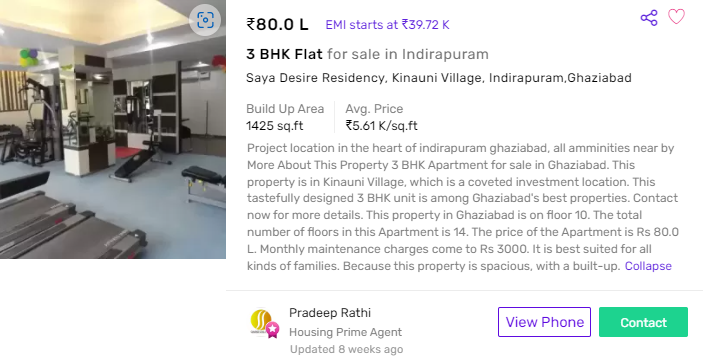 ₹80.0 L EMI starts at ₹39.72 K
3 BHK Flat for sale in Indirapuram
Saya Desire Residency, Kinauni Village, Indirapuram,Ghaziabad
Build Up Area Avg. Price
1425 sq.ft ₹5.61 K/sq.ft
Project location in the heart of indirapuram ghaziabad, all amminities near by
More About This Property 3 BHK Apartment for sale in Ghaziabad. This
property is in Kinauni Village, which is a coveted investment location. This
tastefully designed 3 BHK unit is among Ghaziabad's best properties. Contact
now for more details. This property in Ghaziabad is on floor 10. The total
number of floors in this Apartment is 14. The price of the Apartment is Rs 80.0
L. Monthly maintenance charges come to Rs 3000. It is best suited for all
kinds of families. Because this property is spacious, with a built-up. Collapse
Pradeep Rathi
Housing Prime Agent
Updated 8 weeks ago
View Phone
Contact